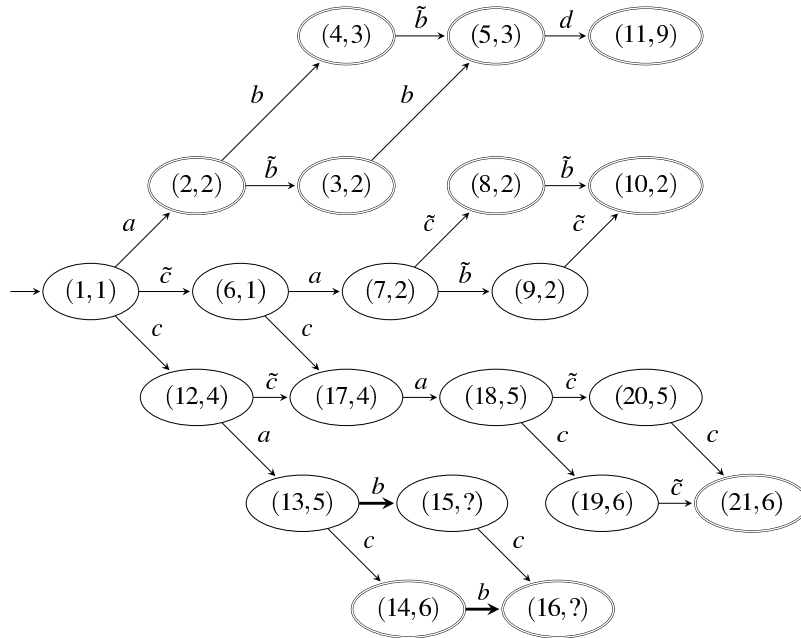 (4,3) b̃ (5,3) d (11,9)
b b
(2,2) b̃ (3,2) (8,2) b̃ (10,2)
a c̃ c̃
(1,1) c̃ (6,1) a (7,2) b̃ (9,2)
c c
(12,4) c̃ (17,4) a (18,5) c̃ (20,5)
a c c
(13,5) b (15,?) (19,6) c̃ (21,6)
c c
(14,6) b (16,?)